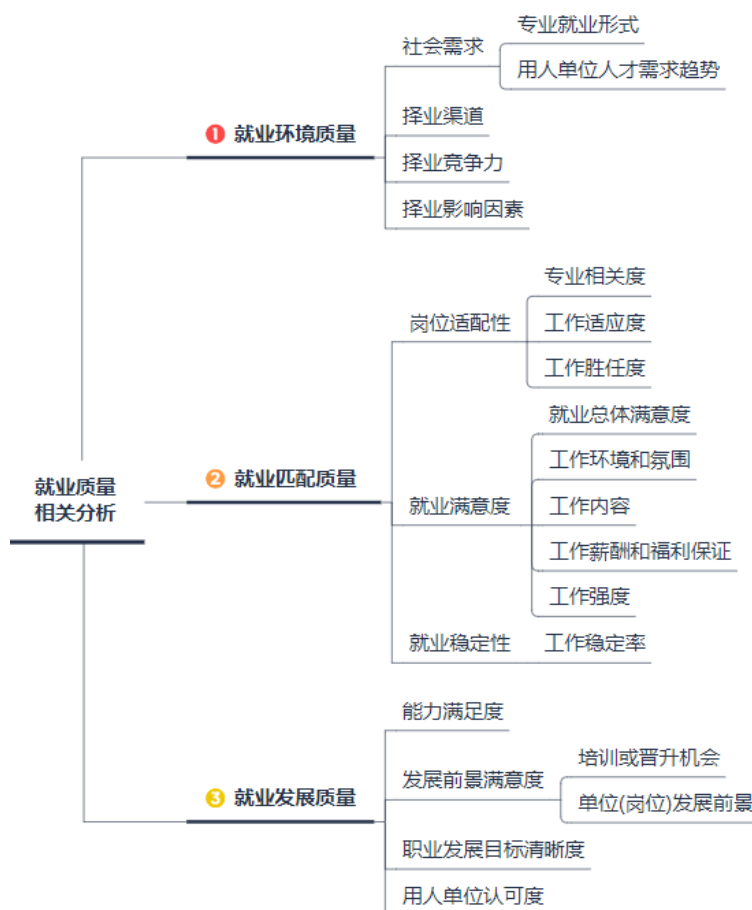 就业质量
相关分析
❶ 就业环境质量
社会需求
专业就业形式
用人单位人才需求趋势
择业渠道
择业竞争力
择业影响因素
❷ 就业匹配质量
岗位适配性
专业相关度
工作适应度
工作胜任度
就业满意度
就业总体满意度
工作环境和氛围
工作内容
工作薪酬和福利保证
工作强度
就业稳定性
工作稳定率
❸ 就业发展质量
能力满足度
发展前景满意度
培训或晋升机会
单位(岗位)发展前景
职业发展目标清晰度
用人单位认可度